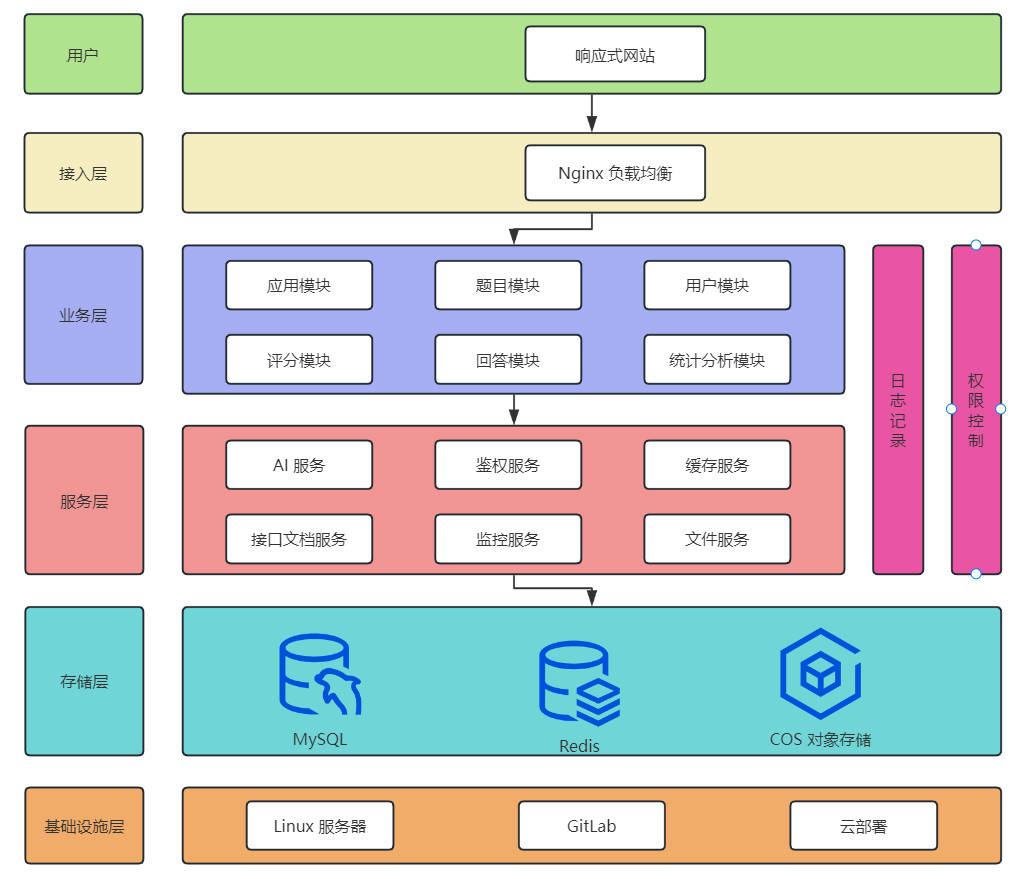 用户
响应式网站
接入层
Nginx 负载均衡
业务层
应用模块
题目模块
用户模块
评分模块
回答模块
统计分析模块
日志记录
权限控制
服务层
AI 服务
鉴权服务
缓存服务
接口文档服务
监控服务
文件服务
存储层
MySQL
Redis
COS 对象存储
基础设施层
Linux 服务器
GitLab
云部署